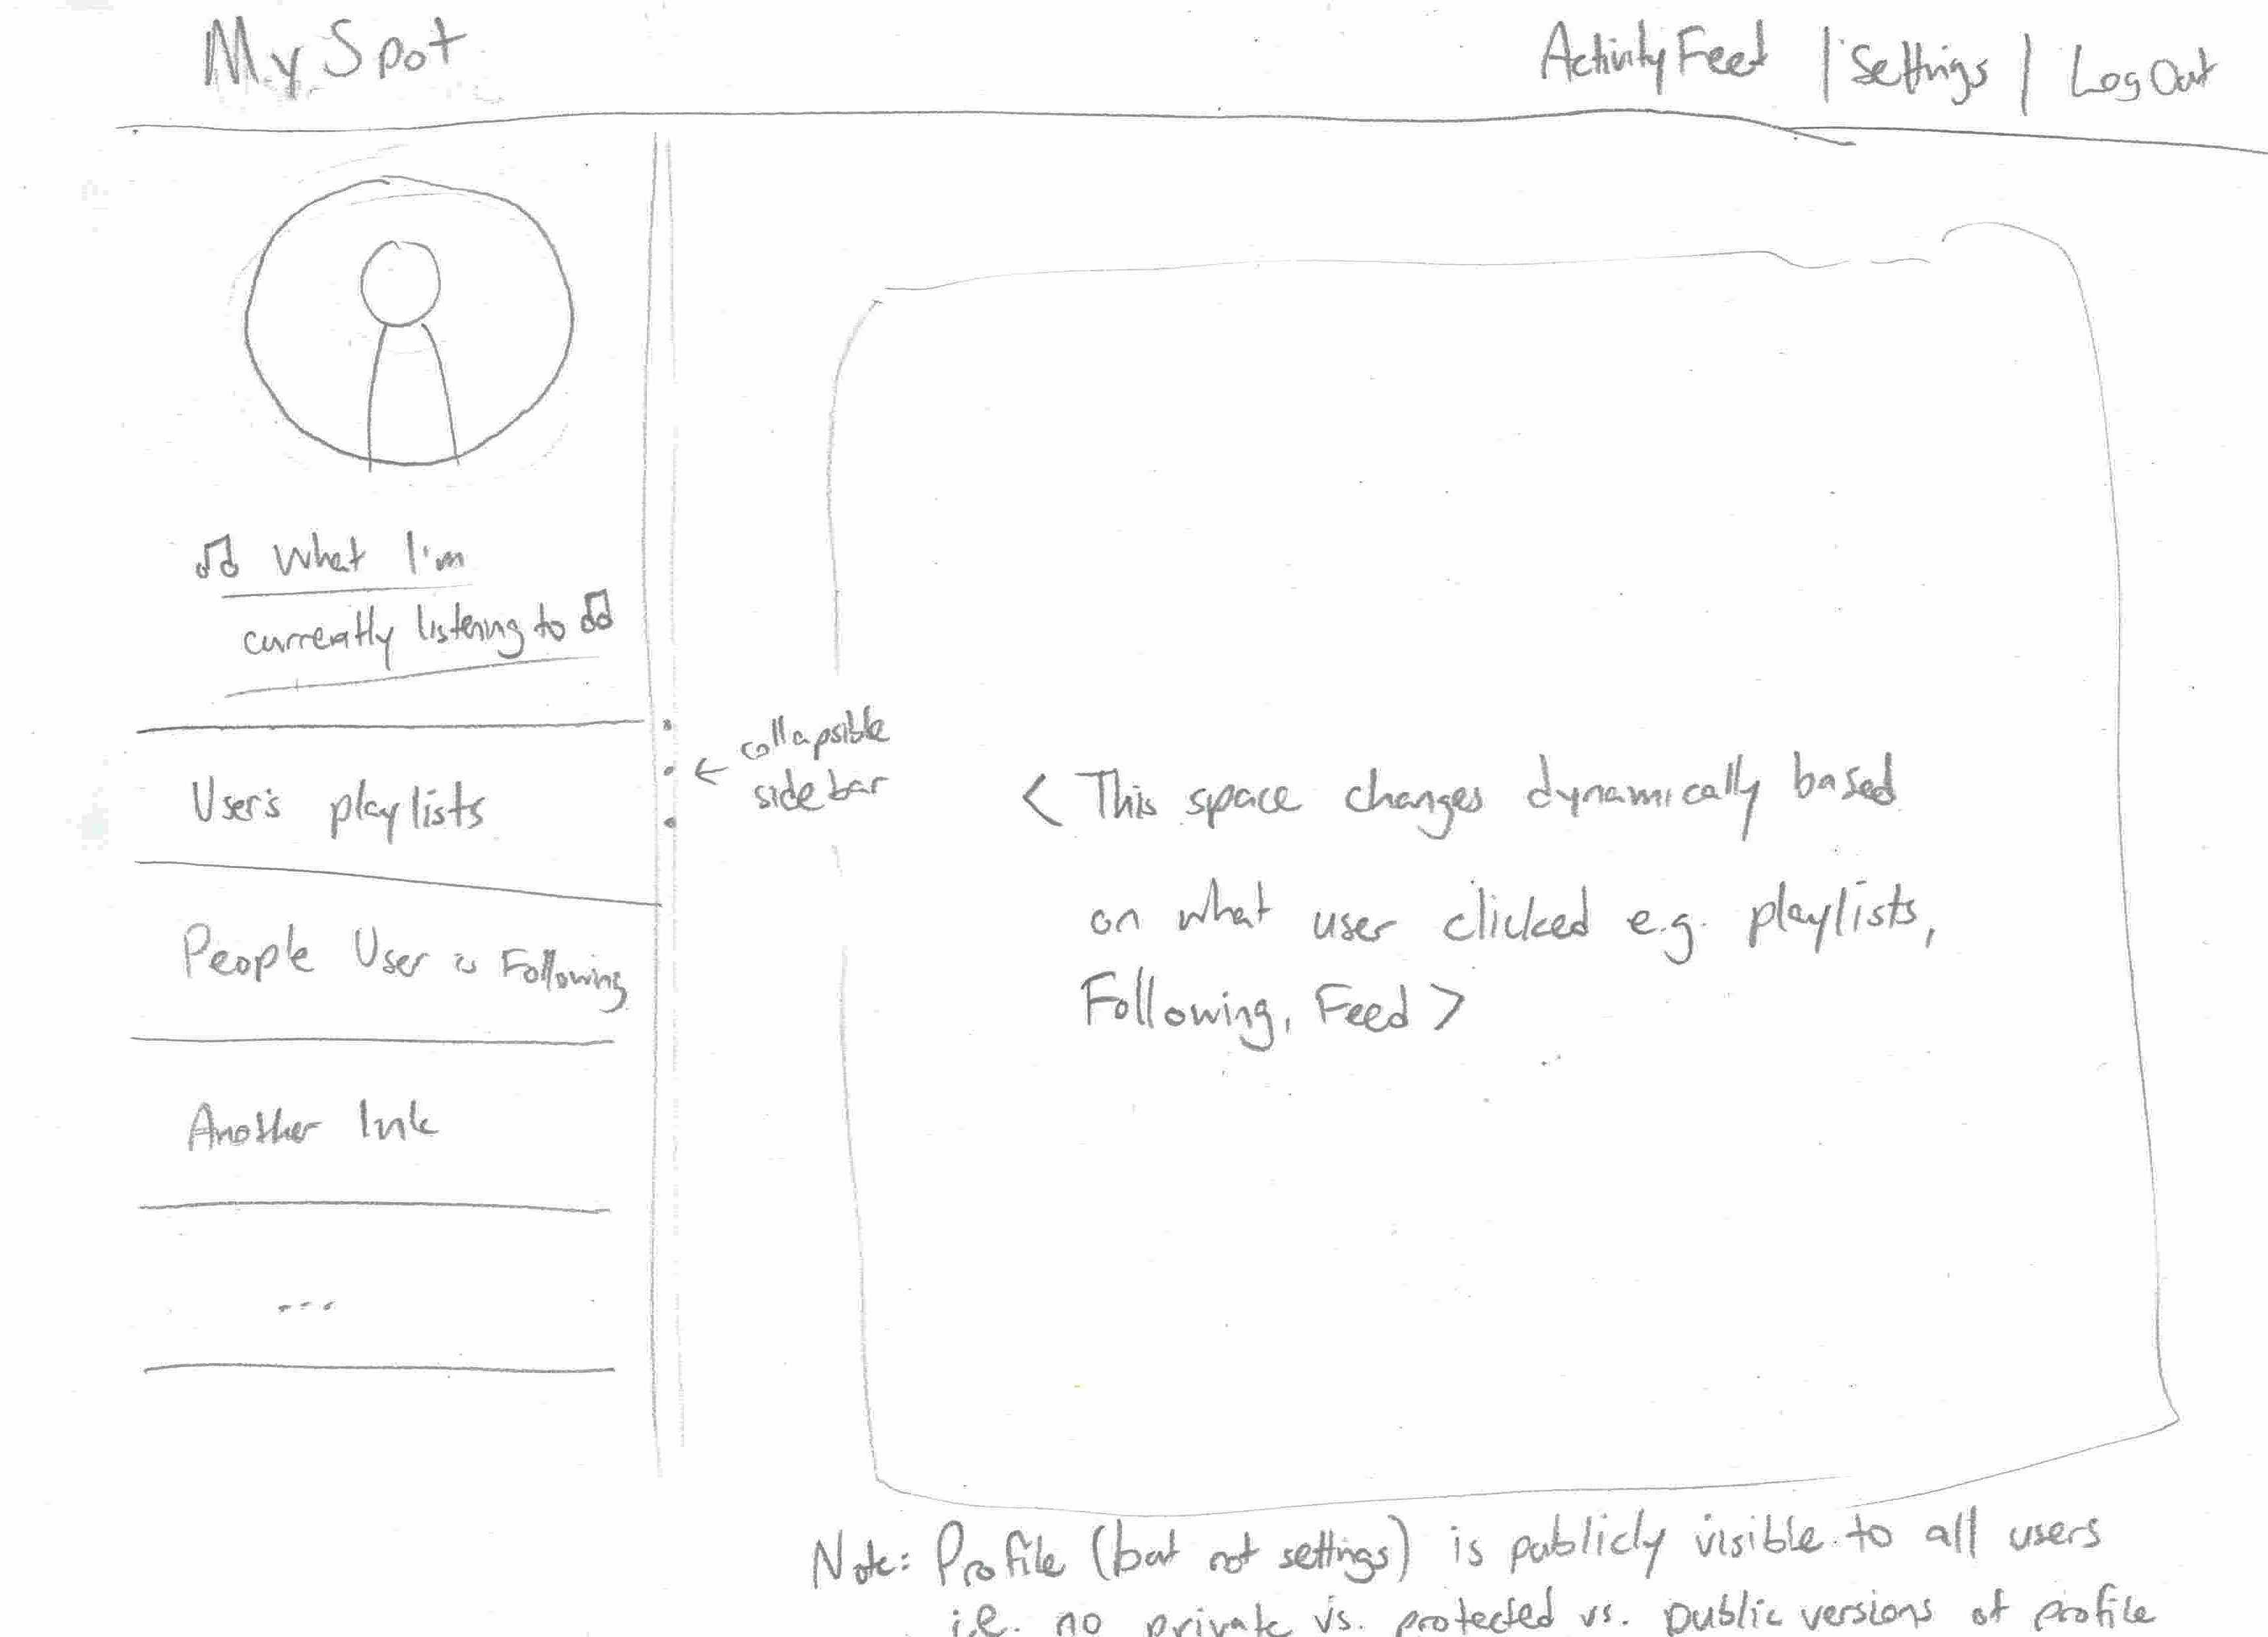 My Spot
Activity Feed | Settings | Log Out
What I'm
currently listening to
User's playlists
People User is Following
Another link
...
← collapsible
sidebar
< This space changes dynamically based
on what user clicked e.g. playlists,
Following, Feed >
Note: Profile (but not settings) is publicly visible to all users
i.e. no private vs. protected vs. public versions of profile